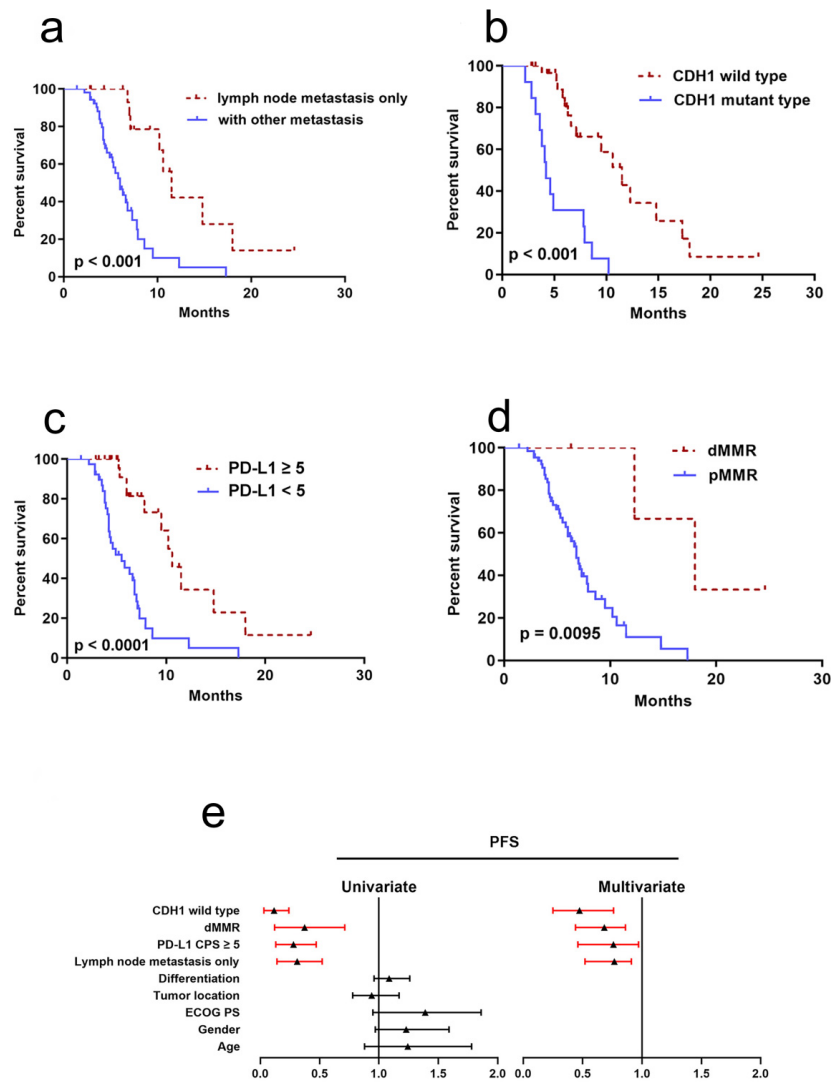 a
lymph node metastasis only
with other metastasis
Percent survival
100
80
60
40
20
0
p < 0.001
0 10 20 30
Months
b
CDH1 wild type
CDH1 mutant type
Percent survival
100
80
60
40
20
0
p < 0.001
0 5 10 15 20 25 30
Months
c
PD-L1 ≥ 5
PD-L1 < 5
Percent survival
100
80
60
40
20
0
p < 0.0001
0 10 20 30
Months
d
dMMR
pMMR
Percent survival
100
80
60
40
20
0
p = 0.0095
0 10 20 30
Months
e
PFS
Univariate Multivariate
CDH1 wild type
dMMR
PD-L1 CPS ≥ 5
Lymph node metastasis only
Differentiation
Tumor location
ECOG PS
Gender
Age
0.0 0.5 1.0 1.5 2.0 0.0 0.5 1.0 1.5 2.0